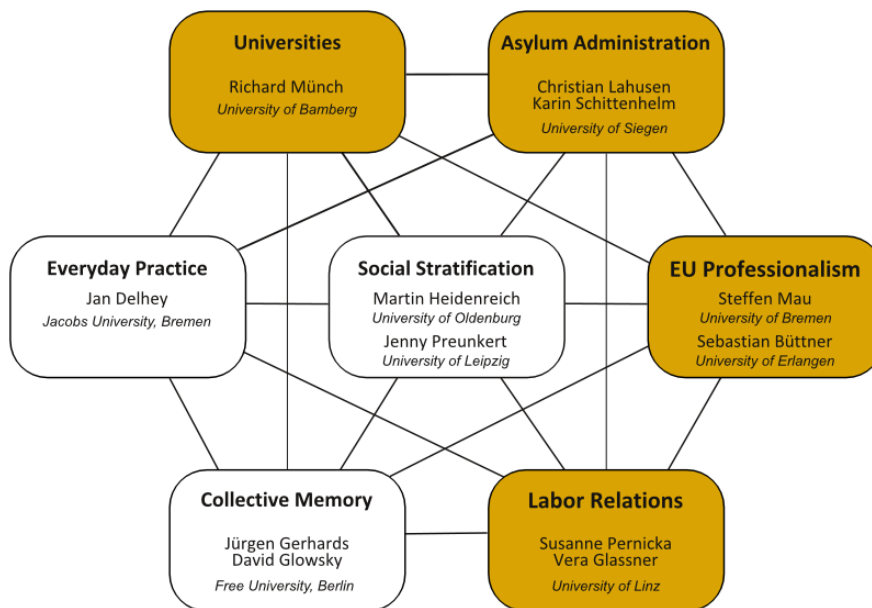 Universities
Richard Münch
University of Bamberg
Asylum Administration
Christian Lahusen
Karin Schittenhelm
University of Siegen
Everyday Practice
Jan Delhey
Jacobs University, Bremen
Social Stratification
Martin Heidenreich
University of Oldenburg
Jenny Preunkert
University of Leipzig
EU Professionalism
Steffen Mau
University of Bremen
Sebastian Büttner
University of Erlangen
Collective Memory
Jürgen Gerhards
David Glowsky
Free University, Berlin
Labor Relations
Susanne Pernicka
Vera Glassner
University of Linz